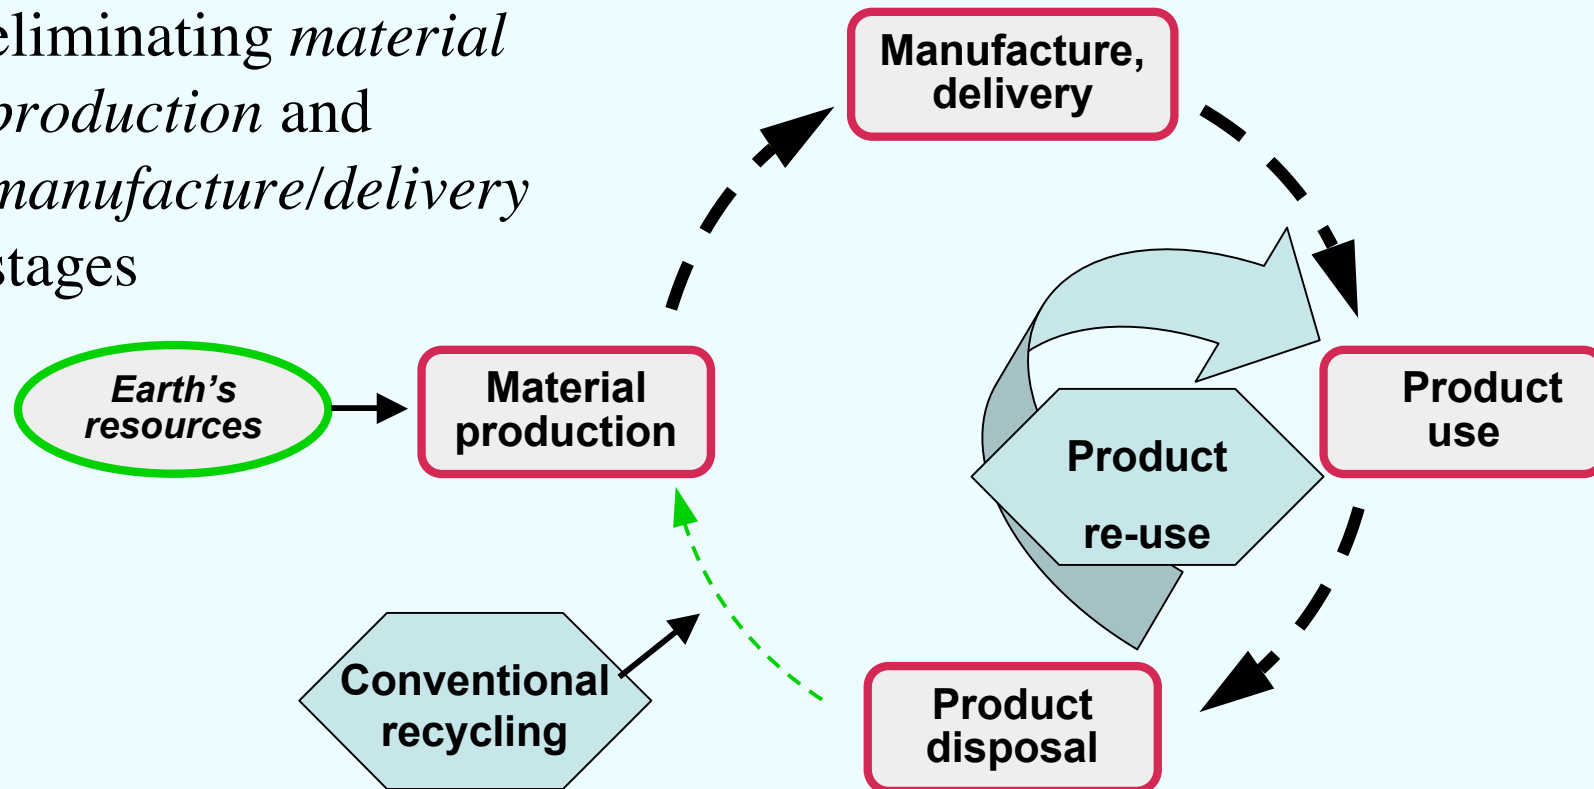 eliminating material
production and
manufacture/delivery
stages
Manufacture,
delivery
Earth's
resources
Material
production
Product
use
Product
re-use
Conventional
recycling
Product
disposal